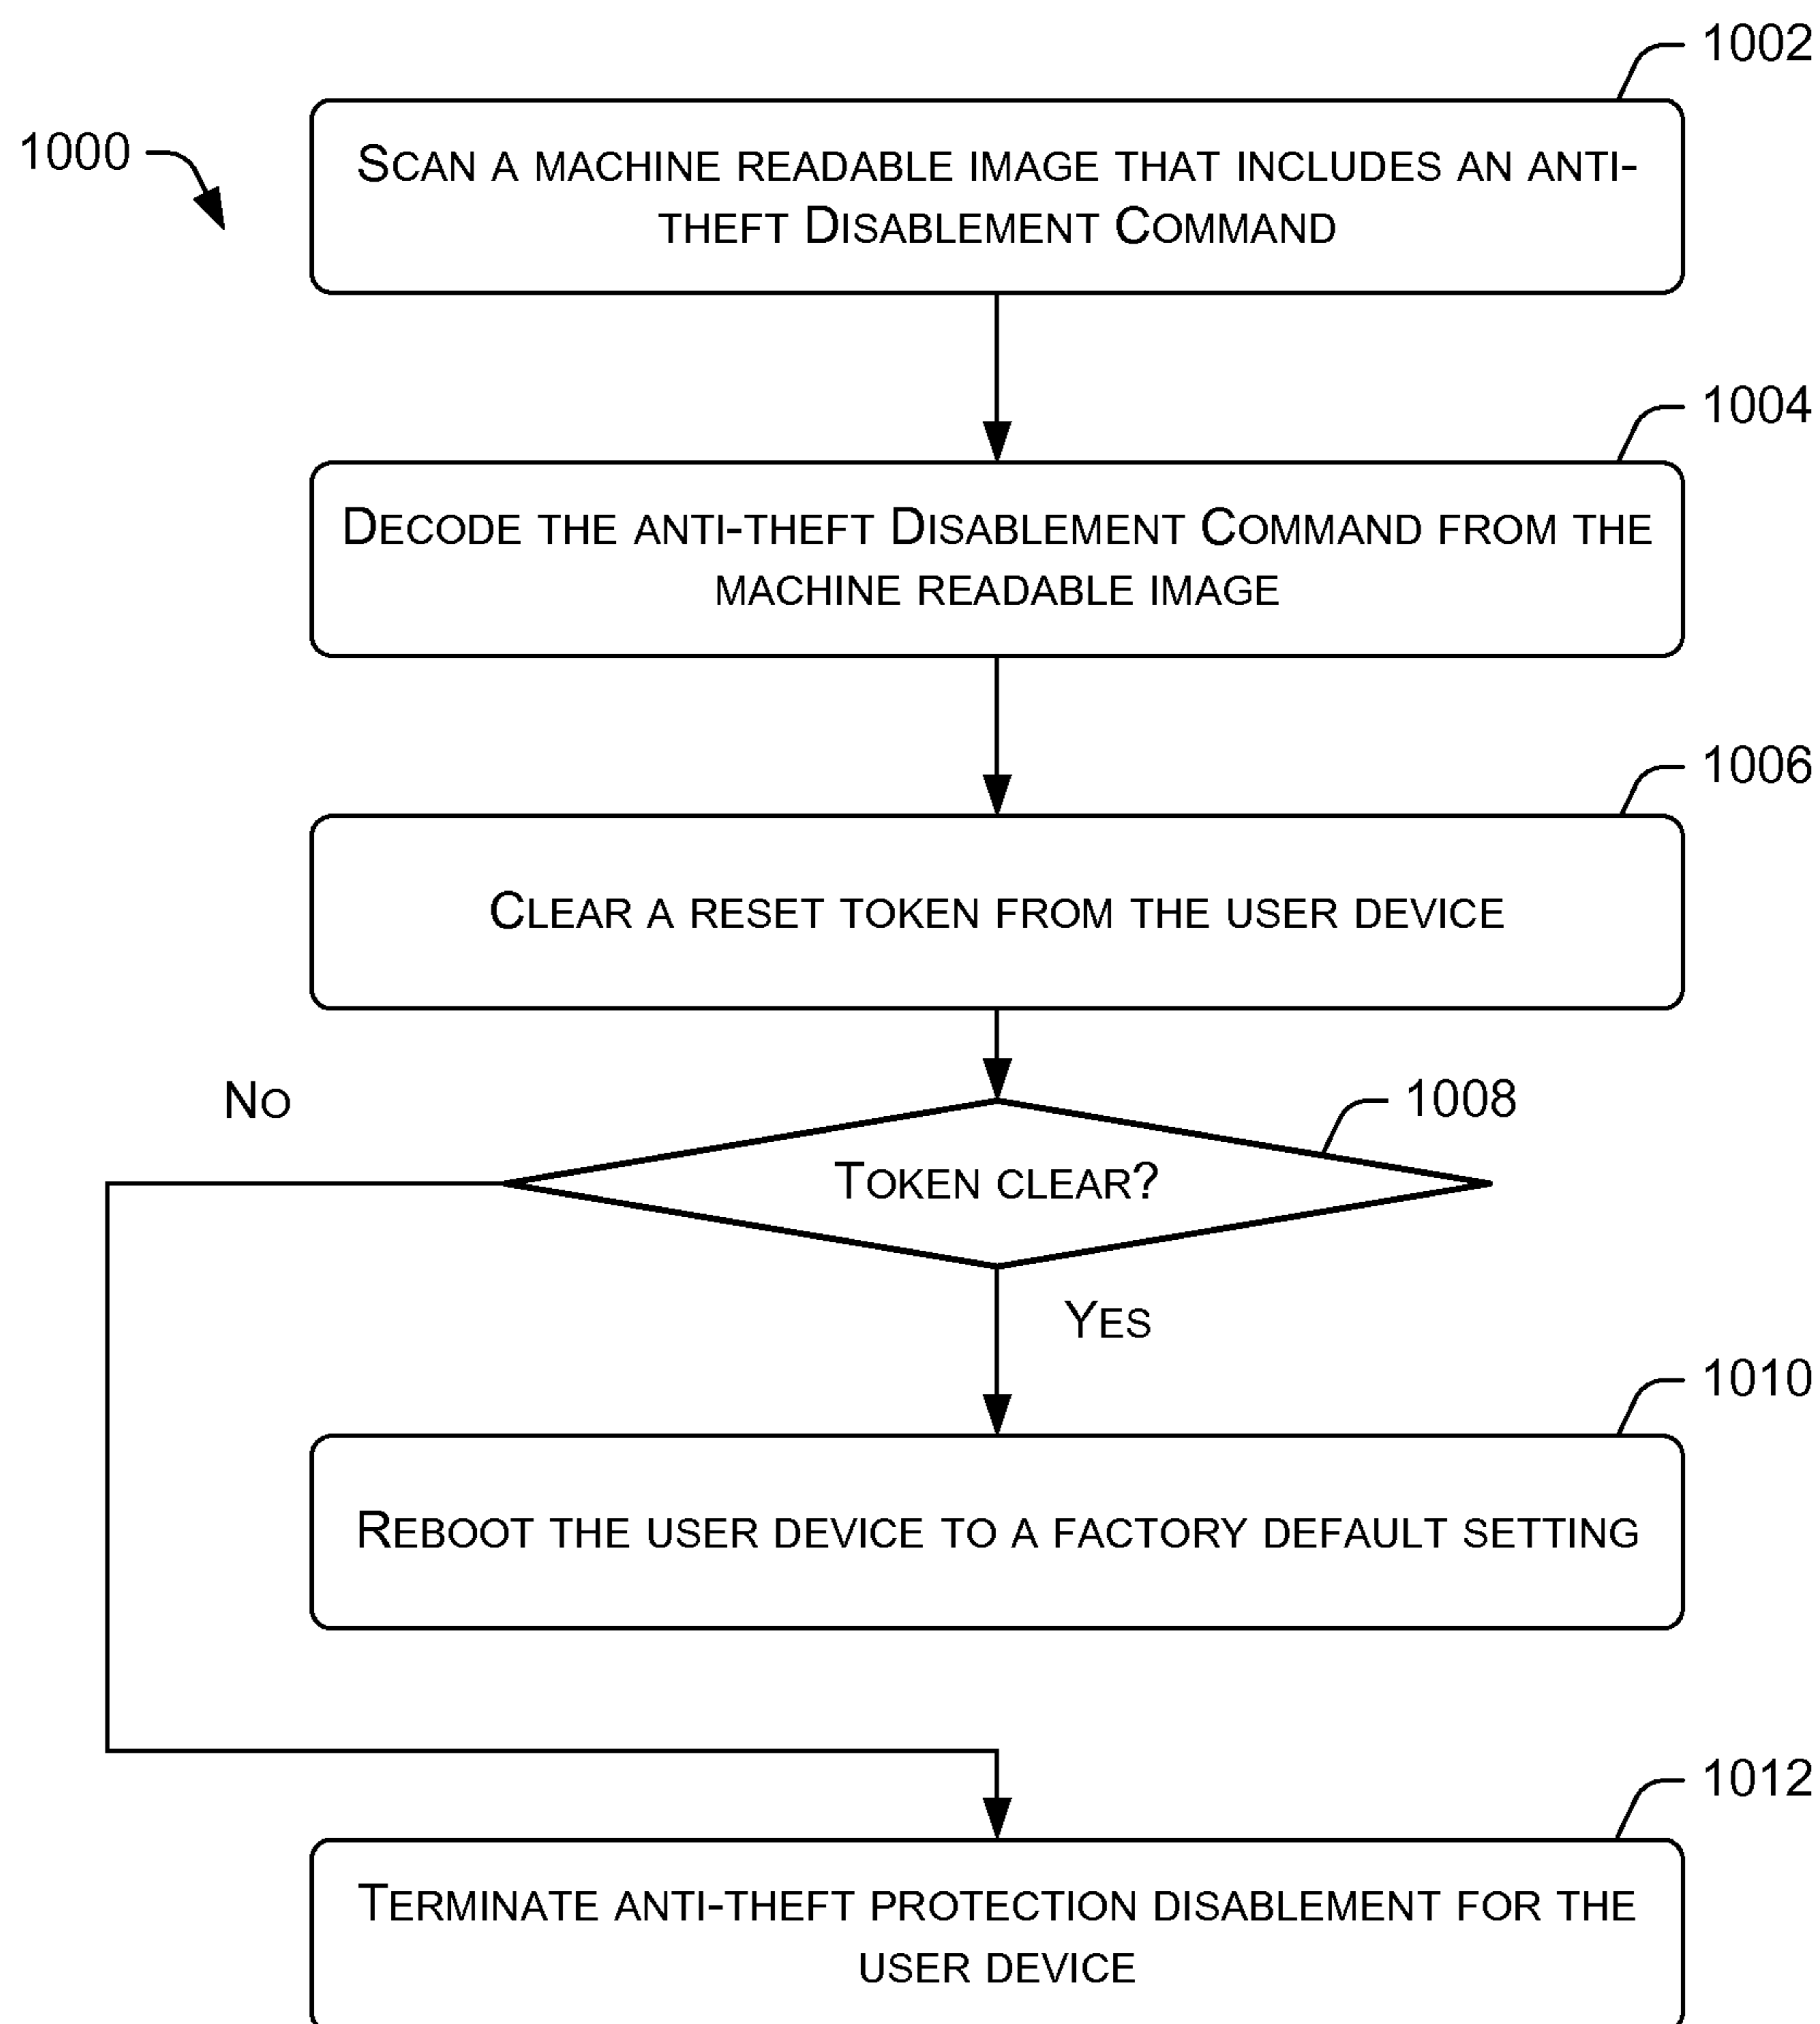 1002
1000
SCAN A MACHINE READABLE IMAGE THAT INCLUDES AN ANTI-
THEFT DISABLEMENT COMMAND
1004
DECODE THE ANTI-THEFT DISABLEMENT COMMAND FROM THE
MACHINE READABLE IMAGE
1006
CLEAR A RESET TOKEN FROM THE USER DEVICE
NO
1008
TOKEN CLEAR?
YES
1010
REBOOT THE USER DEVICE TO A FACTORY DEFAULT SETTING
1012
TERMINATE ANTI-THEFT PROTECTION DISABLEMENT FOR THE
USER DEVICE